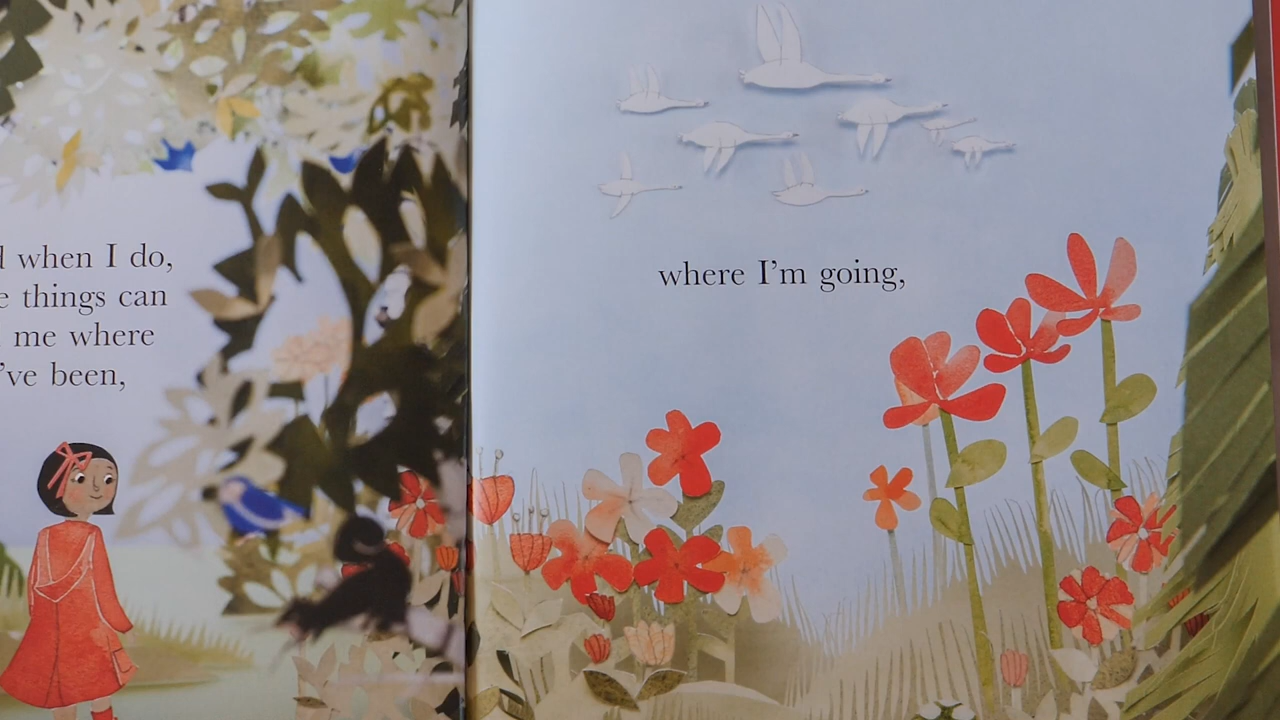 when I do,
things can
me where
've been,
where I'm going,